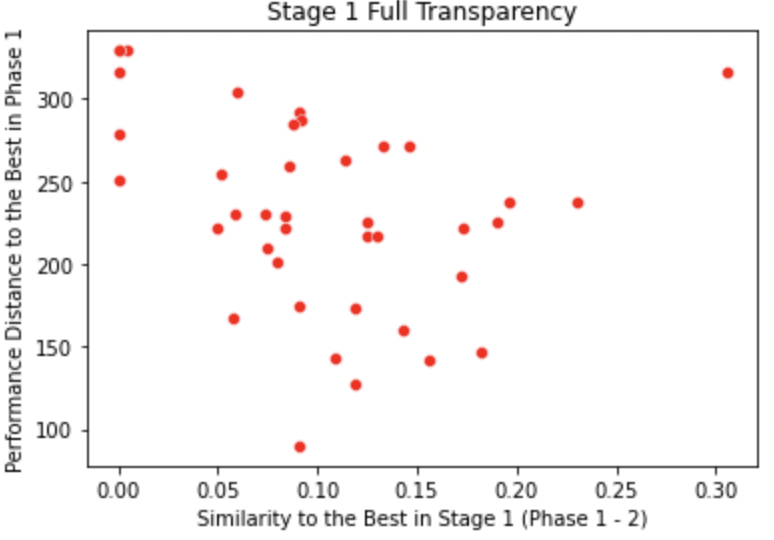 Stage 1 Full Transparency
Performance Distance to the Best in Phase 1
300
250
200
150
100
0.00 0.05 0.10 0.15 0.20 0.25 0.30
Similarity to the Best in Stage 1 (Phase 1 - 2)